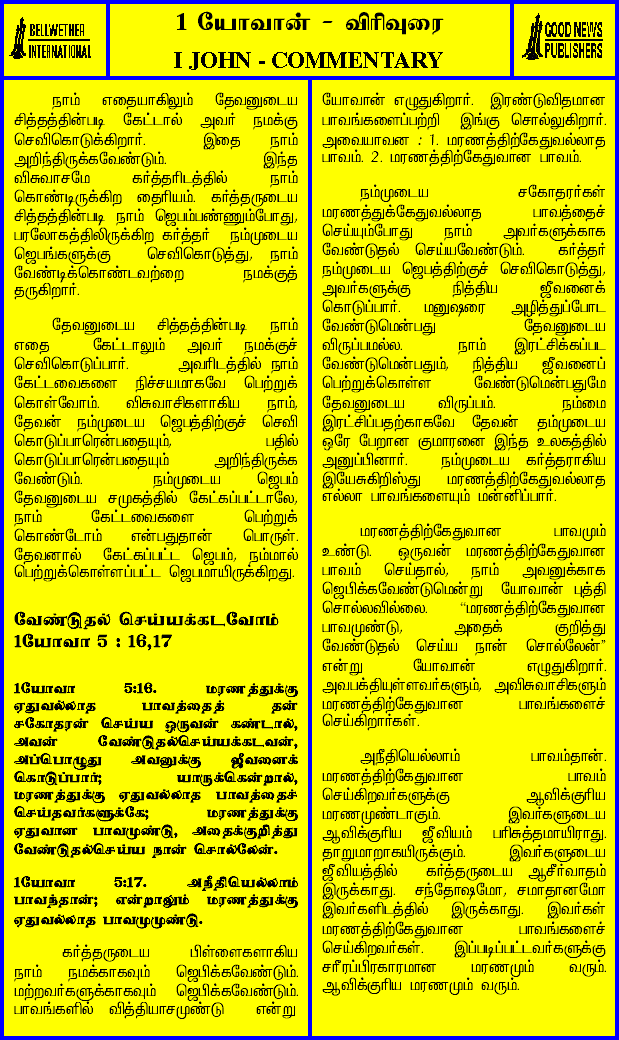 BELLWETHER
INTERNATIONAL
1 யோவான் - விரிவுரை
I JOHN - COMMENTARY
GOOD NEWS
PUBLISHERS
நாம் எதையாகிலும் தேவனுடைய
சித்தத்தின்படி கேட்டால் அவர் நமக்கு
செவிகொடுக்கிறார். இதை நாம்
அறிந்திருக்கவேண்டும். இந்த
விசுவாசமே கர்த்தரிடத்தில் நாம்
கொண்டிருக்கிற தைரியம். கர்த்தருடைய
சித்தத்தின்படி நாம் ஜெபம்பண்ணும்போது,
பரலோகத்திலிருக்கிற கர்த்தர் நம்முடைய
ஜெபங்களுக்கு செவிகொடுத்து, நாம்
வேண்டிக்கொண்டவற்றை நமக்குத்
தருகிறார்.
தேவனுடைய சித்தத்தின்படி நாம்
எதை கேட்டாலும் அவர் நமக்குச்
செவிகொடுப்பார். அவரிடத்தில் நாம்
கேட்டவைகளை நிச்சயமாகவே பெற்றுக்
கொள்வோம். விசுவாசிகளாகிய நாம்,
தேவன் நம்முடைய ஜெபத்திற்குச் செவி
கொடுப்பாரென்பதையும், பதில்
கொடுப்பாரென்பதையும் அறிந்திருக்க
வேண்டும். நம்முடைய ஜெபம்
தேவனுடைய சமுகத்தில் கேட்கப்பட்டாலே,
நாம் கேட்டவைகளை பெற்றுக்
கொண்டோம் என்பதுதான் பொருள்.
தேவனால் கேட்கப்பட்ட ஜெபம், நம்மால்
பெற்றுக்கொள்ளப்பட்ட ஜெபமாயிருக்கிறது.
வேண்டுதல் செய்யக்கடவோம்
1யோவா 5 : 16,17
1யோவா 5:16. மரணத்துக்கு
ஏதுவல்லாத பாவத்தைத் தன்
சகோதரன் செய்ய ஒருவன் கண்டால்,
அவன் வேண்டுதல்செய்யக்கடவன்,
அப்பொழுது அவனுக்கு ஜீவனைக்
கொடுப்பார்; யாருக்கென்றால்,
மரணத்துக்கு ஏதுவல்லாத பாவத்தைச்
செய்தவர்களுக்கே; மரணத்துக்கு
ஏதுவான பாவமுண்டு, அதைக்குறித்து
வேண்டுதல்செய்ய நான் சொல்லேன்.
1யோவா 5:17. அநீதியெல்லாம்
பாவந்தான்; என்றாலும் மரணத்துக்கு
ஏதுவல்லாத பாவமுமுண்டு.
கர்த்தருடைய பிள்ளைகளாகிய
நாம் நமக்காகவும் ஜெபிக்கவேண்டும்.
மற்றவர்களுக்காகவும் ஜெபிக்கவேண்டும்.
பாவங்களில் வித்தியாசமுண்டு என்று
யோவான் எழுதுகிறார். இரண்டுவிதமான
பாவங்களைப்பற்றி இங்கு சொல்லுகிறார்.
அவையாவன : 1. மரணத்திற்கேதுவல்லாத
பாவம். 2. மரணத்திற்கேதுவான பாவம்.
நம்முடைய சகோதரர்கள்
மரணத்துக்கேதுவல்லாத பாவத்தைச்
செய்யும்போது நாம் அவர்களுக்காக
வேண்டுதல் செய்யவேண்டும். கர்த்தர்
நம்முடைய ஜெபத்திற்குச் செவிகொடுத்து,
அவர்களுக்கு நித்திய ஜீவனைக்
கொடுப்பார். மனுஷரை அழித்துப்போட
வேண்டுமென்பது தேவனுடைய
விருப்பமல்ல. நாம் இரட்சிக்கப்பட
வேண்டுமென்பதும், நித்திய ஜீவனைப்
பெற்றுக்கொள்ள வேண்டுமென்பதுமே
தேவனுடைய விருப்பம். நம்மை
இரட்சிப்பதற்காகவே தேவன் தம்முடைய
ஒரே பேறான குமாரனை இந்த உலகத்தில்
அனுப்பினார். நம்முடைய கர்த்தராகிய
இயேசுகிறிஸ்து மரணத்திற்கேதுவல்லாத
எல்லா பாவங்களையும் மன்னிப்பார்.
மரணத்திற்கேதுவான பாவமும்
உண்டு. ஒருவன் மரணத்திற்கேதுவான
பாவம் செய்தால், நாம் அவனுக்காக
ஜெபிக்கவேண்டுமென்று யோவான் புத்தி
சொல்லவில்லை. "மரணத்திற்கேதுவான
பாவமுண்டு, அதைக் குறித்து
வேண்டுதல் செய்ய நான் சொல்லேன்"
என்று யோவான் எழுதுகிறார்.
அவபக்தியுள்ளவர்களும், அவிசுவாசிகளும்
மரணத்திற்கேதுவான பாவங்களைச்
செய்கிறார்கள்.
அநீதியெல்லாம் பாவம்தான்.
மரணத்திற்கேதுவான பாவம்
செய்கிறவர்களுக்கு ஆவிக்குரிய
மரணமுண்டாகும். இவர்களுடைய
ஆவிக்குரிய ஜீவியம் பரிசுத்தமாயிராது.
தாறுமாறாகயிருக்கும். இவர்களுடைய
ஜீவியத்தில் கர்த்தருடைய ஆசீர்வாதம்
இருக்காது. சந்தோஷமோ, சமாதானமோ
இவர்களிடத்தில் இருக்காது. இவர்கள்
மரணத்திற்கேதுவான பாவங்களைச்
செய்கிறவர்கள். இப்படிப்பட்டவர்களுக்கு
சரீரப்பிரகாரமான மரணமும் வரும்.
ஆவிக்குரிய மரணமும் வரும்.